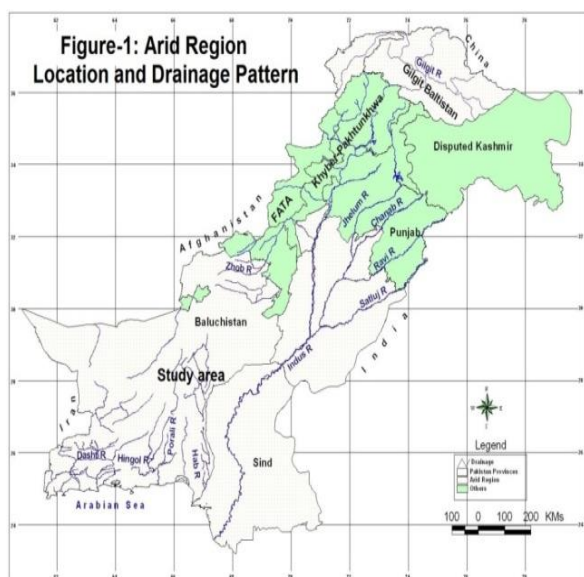 Figure-1: Arid Region
Location and Drainage Pattern
China
Gilgit R
Gilgit Baltistan
Khyber-Pakhtunkhwa
Disputed Kashmir
FATA
Afghanistan
Jhelum R
Chanab R
Punjab
Ravi R
Zhob R
Satluj R
Baluchistan
Indus R
India
Study area
Iran
Porali R
Dasht R
Hingol R
Hab R
Sind
Arabian Sea
Legend
Drainage
Pakistan Provinces
Arid Region
Others
100 0 100 200 KMs